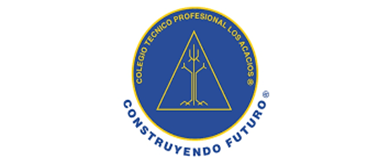 COLEGIO TECNICO PROFESIONAL LOS ACACIOS ®
CONSTRUYENDO FUTURO ®